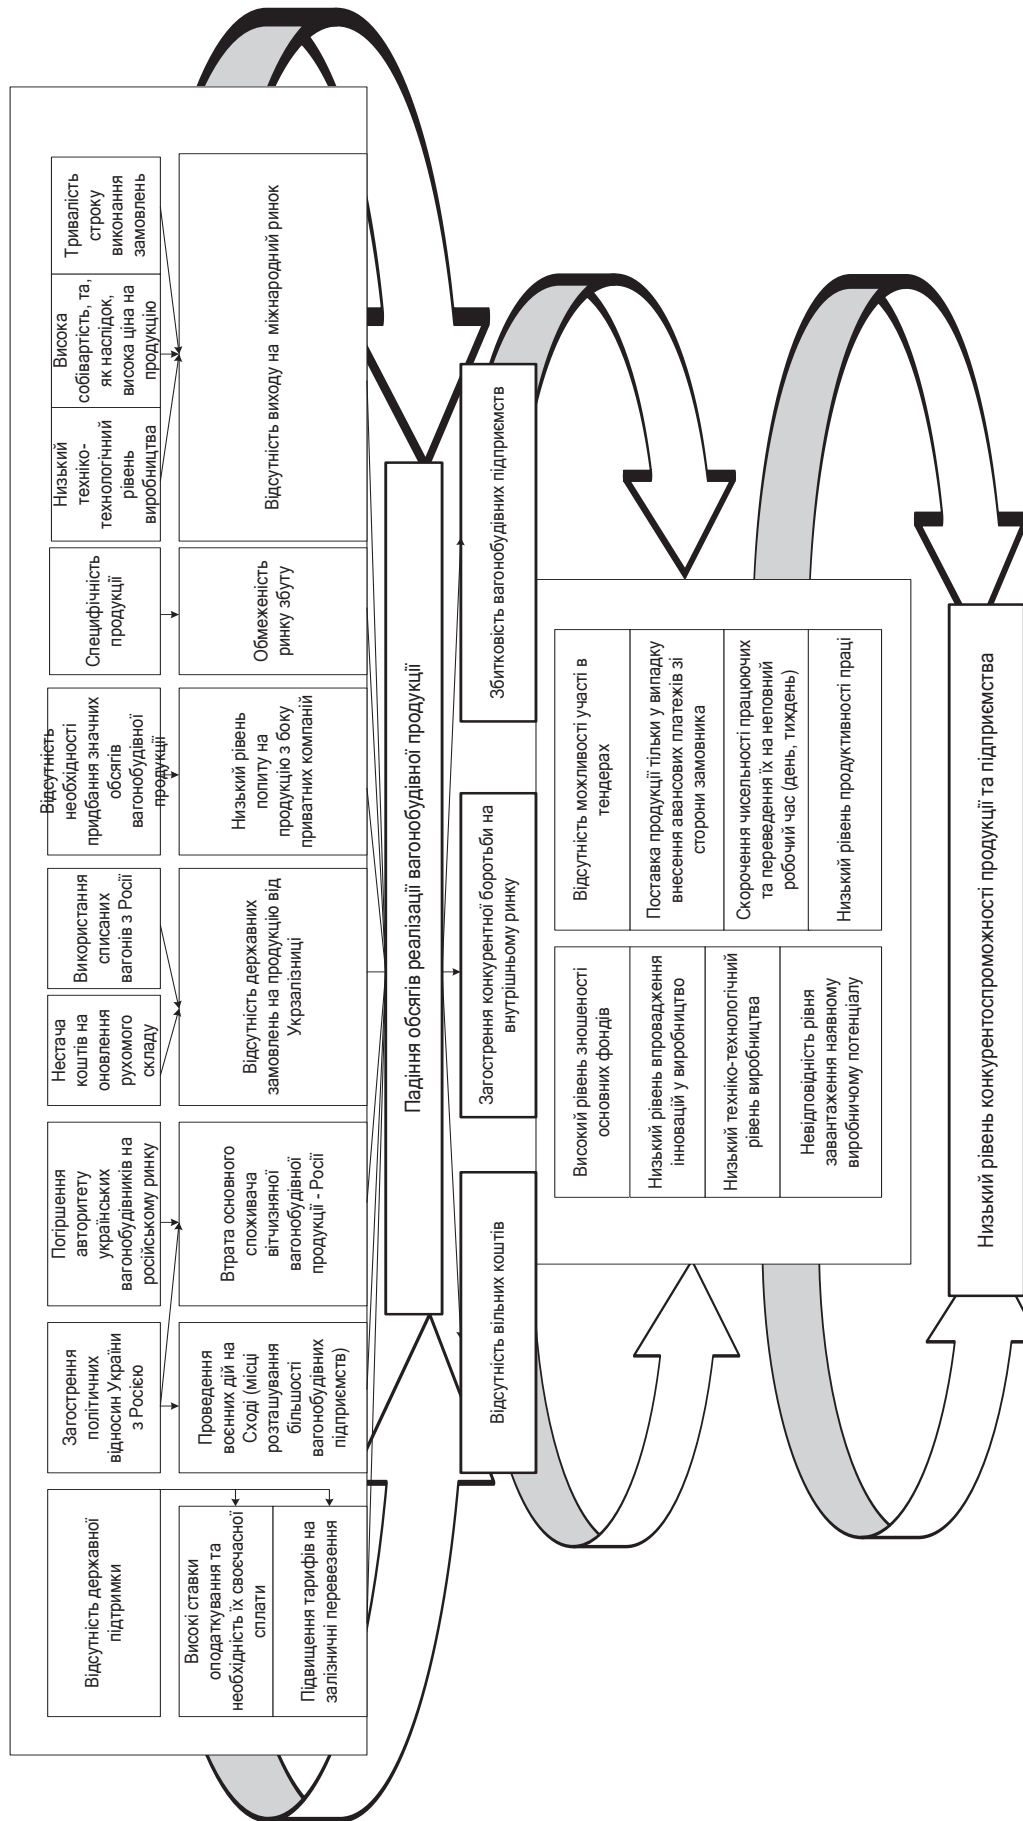 Відсутність державної
підтримки
Загострення
політичних
відносин України
з Росією
Погіршення
авторитету
українських
вагонобудівників на
російському ринку
Нестача
коштів на
оновлення
рухомого
складу
Використання
списаних
вагонів з Росії
Відсутність
необхідності
придбання значних
обсягів
вагонобудівної
продукції
Специфічність
продукції
Низький
техніко-
технологічний
рівень
виробництва
Висока
собівартість, та,
як наслідок,
висока ціна на
продукцію
Тривалість
строку
виконання
замовлень
Високі ставки
оподаткування та
необхідність їх своєчасної
сплати
Підвищення тарифів на
залізничні перевезення
Проведення
воєнних дій на
Сході (місці
розташування
більшості
вагонобудівних
підприємств)
Втрата основного
споживача
вітчизняної
вагонобудівної
продукції - Росії
Відсутність державних
замовлень на продукцію від
Укрзалізниці
Низький рівень
попиту на
продукцію з боку
приватних компаній
Обмеженість
ринку збуту
Відсутність виходу на міжнародний ринок
Падіння обсягів реалізації вагонобудівної продукції
Відсутність вільних коштів
Загострення конкурентної боротьби на
внутрішньому ринку
Збитковість вагонобудівних підприємств
Високий рівень зношеності
основних фондів
Низький рівень впровадження
інновацій у виробництво
Низький техніко-технологічний
рівень виробництва
Невідповідність рівня
завантаження наявному
виробничому потенціалу
Відсутність можливості участі в
тендерах
Поставка продукції тільки у випадку
внесення авансових платежів зі
сторони замовника
Скорочення чисельності працюючих
та переведення їх на неповний
робочий час (день, тиждень)
Низький рівень продуктивності праці
Низький рівень конкурентоспроможності продукції та підприємства